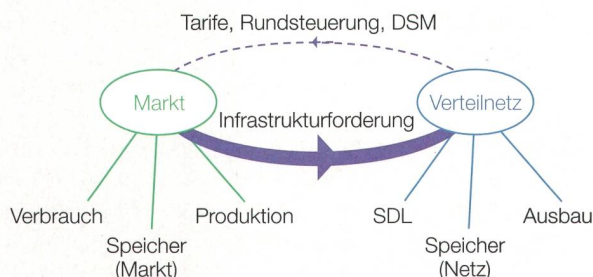 Tarife, Rundsteuerung, DSM
Markt
Verteilnetz
Infrastrukturforderung
Verbrauch
Produktion
SDL
Ausbau
Speicher
(Markt)
Speicher
(Netz)